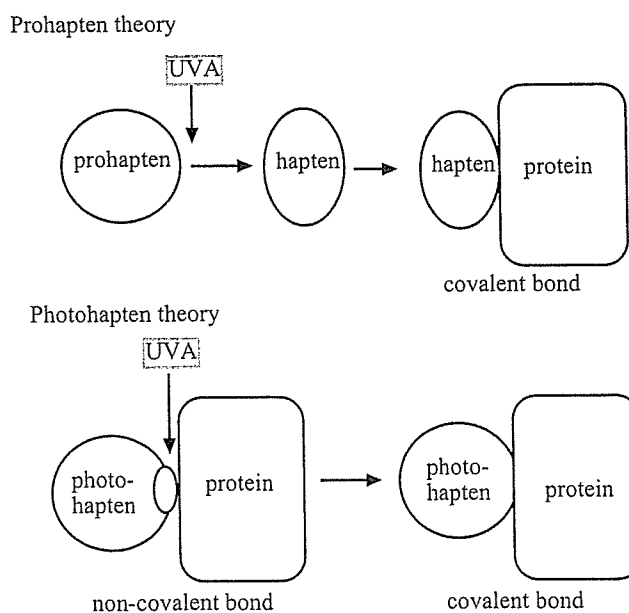 Prohapten theory
UVA
prohapten
hapten
hapten
protein
covalent bond
Photohapten theory
UVA
photo-
hapten
protein
photo-
hapten
protein
non-covalent bond
covalent bond